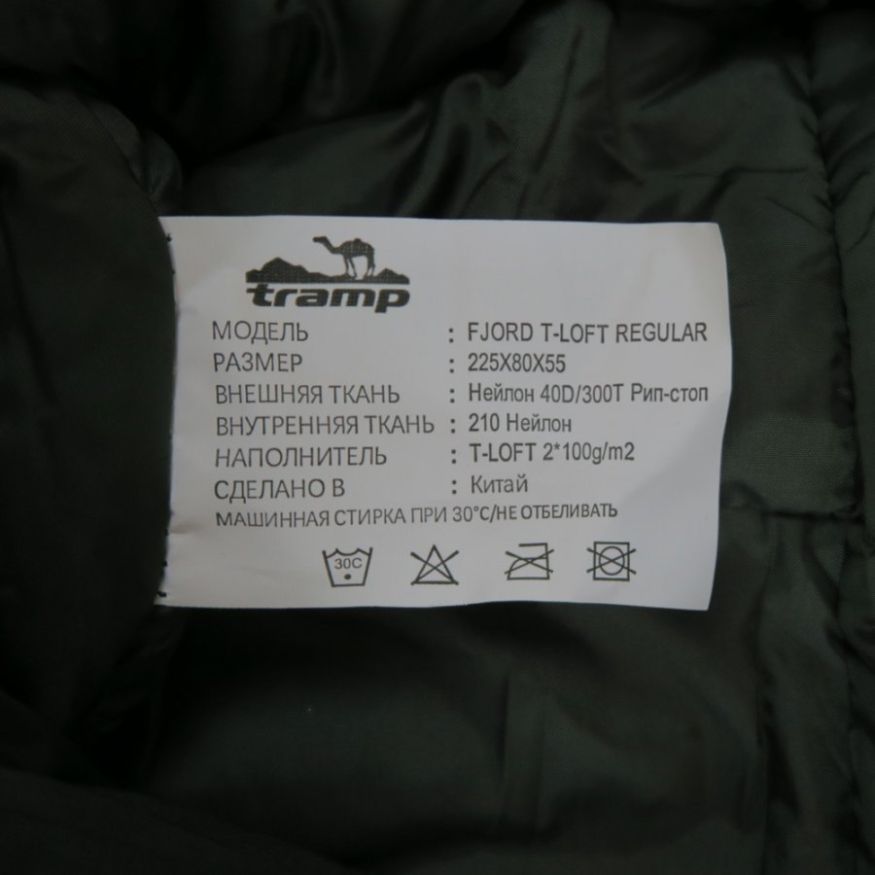 tramp
МОДЕЛЬ : FJORD T-LOFT REGULAR
РАЗМЕР : 225X80X55
ВНЕШНЯЯ ТКАНЬ : Нейлон 40D/300T Рип-стоп
ВНУТРЕННЯЯ ТКАНЬ : 210 Нейлон
НАПОЛНИТЕЛЬ : T-LOFT 2*100g/m2
СДЕЛАНО В : Китай
МАШИННАЯ СТИРКА ПРИ 30°C/НЕ ОТБЕЛИВАТЬ
30C